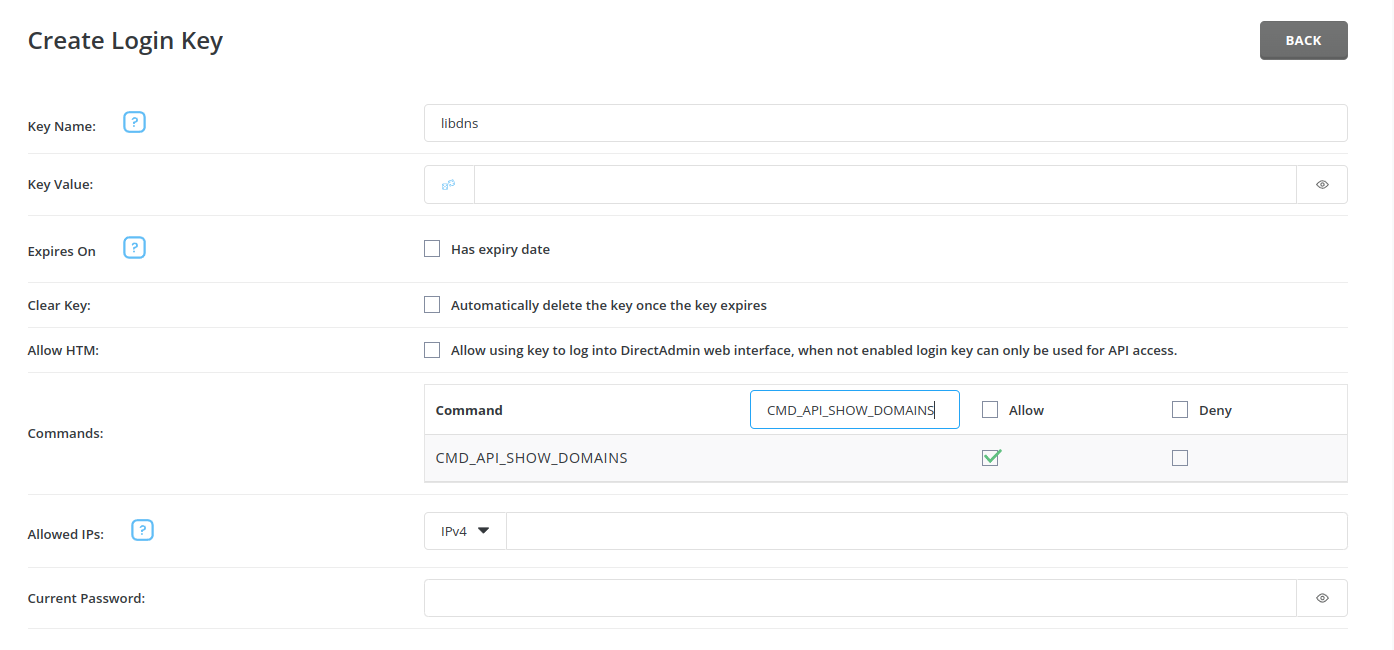 Create Login Key
BACK
Key Name:
?
libdns
Key Value:
Expires On
?
Has expiry date
Clear Key:
Automatically delete the key once the key expires
Allow HTM:
Allow using key to log into DirectAdmin web interface, when not enabled login key can only be used for API access.
Commands:
Command
CMD_API_SHOW_DOMAINS
Allow
Deny
CMD_API_SHOW_DOMAINS
Allowed IPs:
?
IPv4
Current Password: